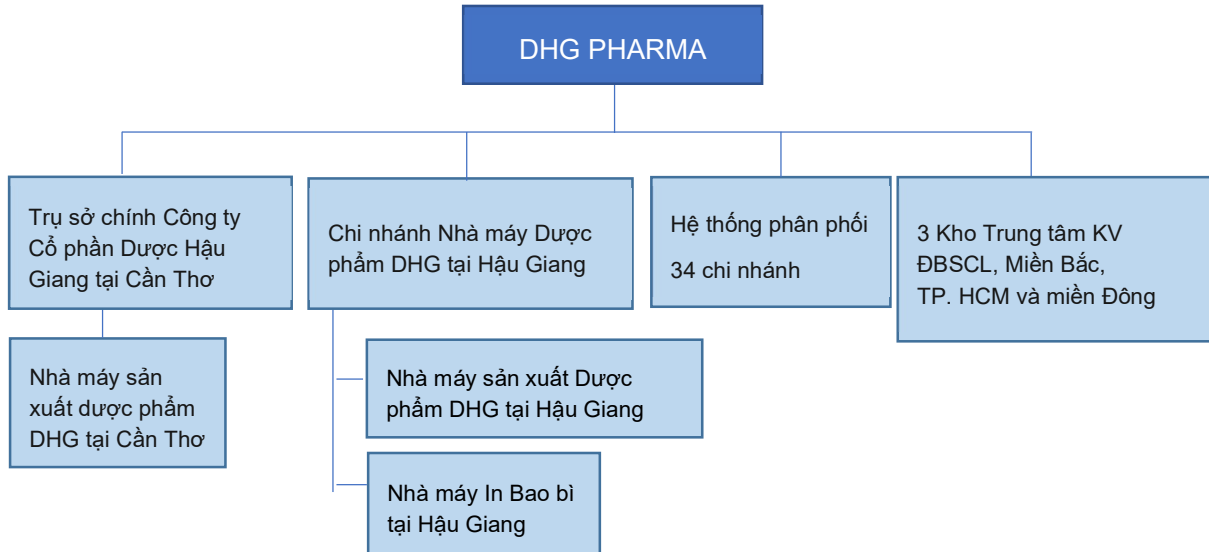 DHG PHARMA
Trụ sở chính Công ty
Cổ phần Dược Hậu
Giang tại Cần Thơ
Chi nhánh Nhà máy Dược
phẩm DHG tại Hậu Giang
Hệ thống phân phối
34 chi nhánh
3 Kho Trung tâm KV
ĐBSCL, Miền Bắc,
TP. HCM và miền Đông
Nhà máy sản
xuất dược phẩm
DHG tại Cần Thơ
Nhà máy sản xuất Dược
phẩm DHG tại Hậu Giang
Nhà máy In Bao bì
tại Hậu Giang